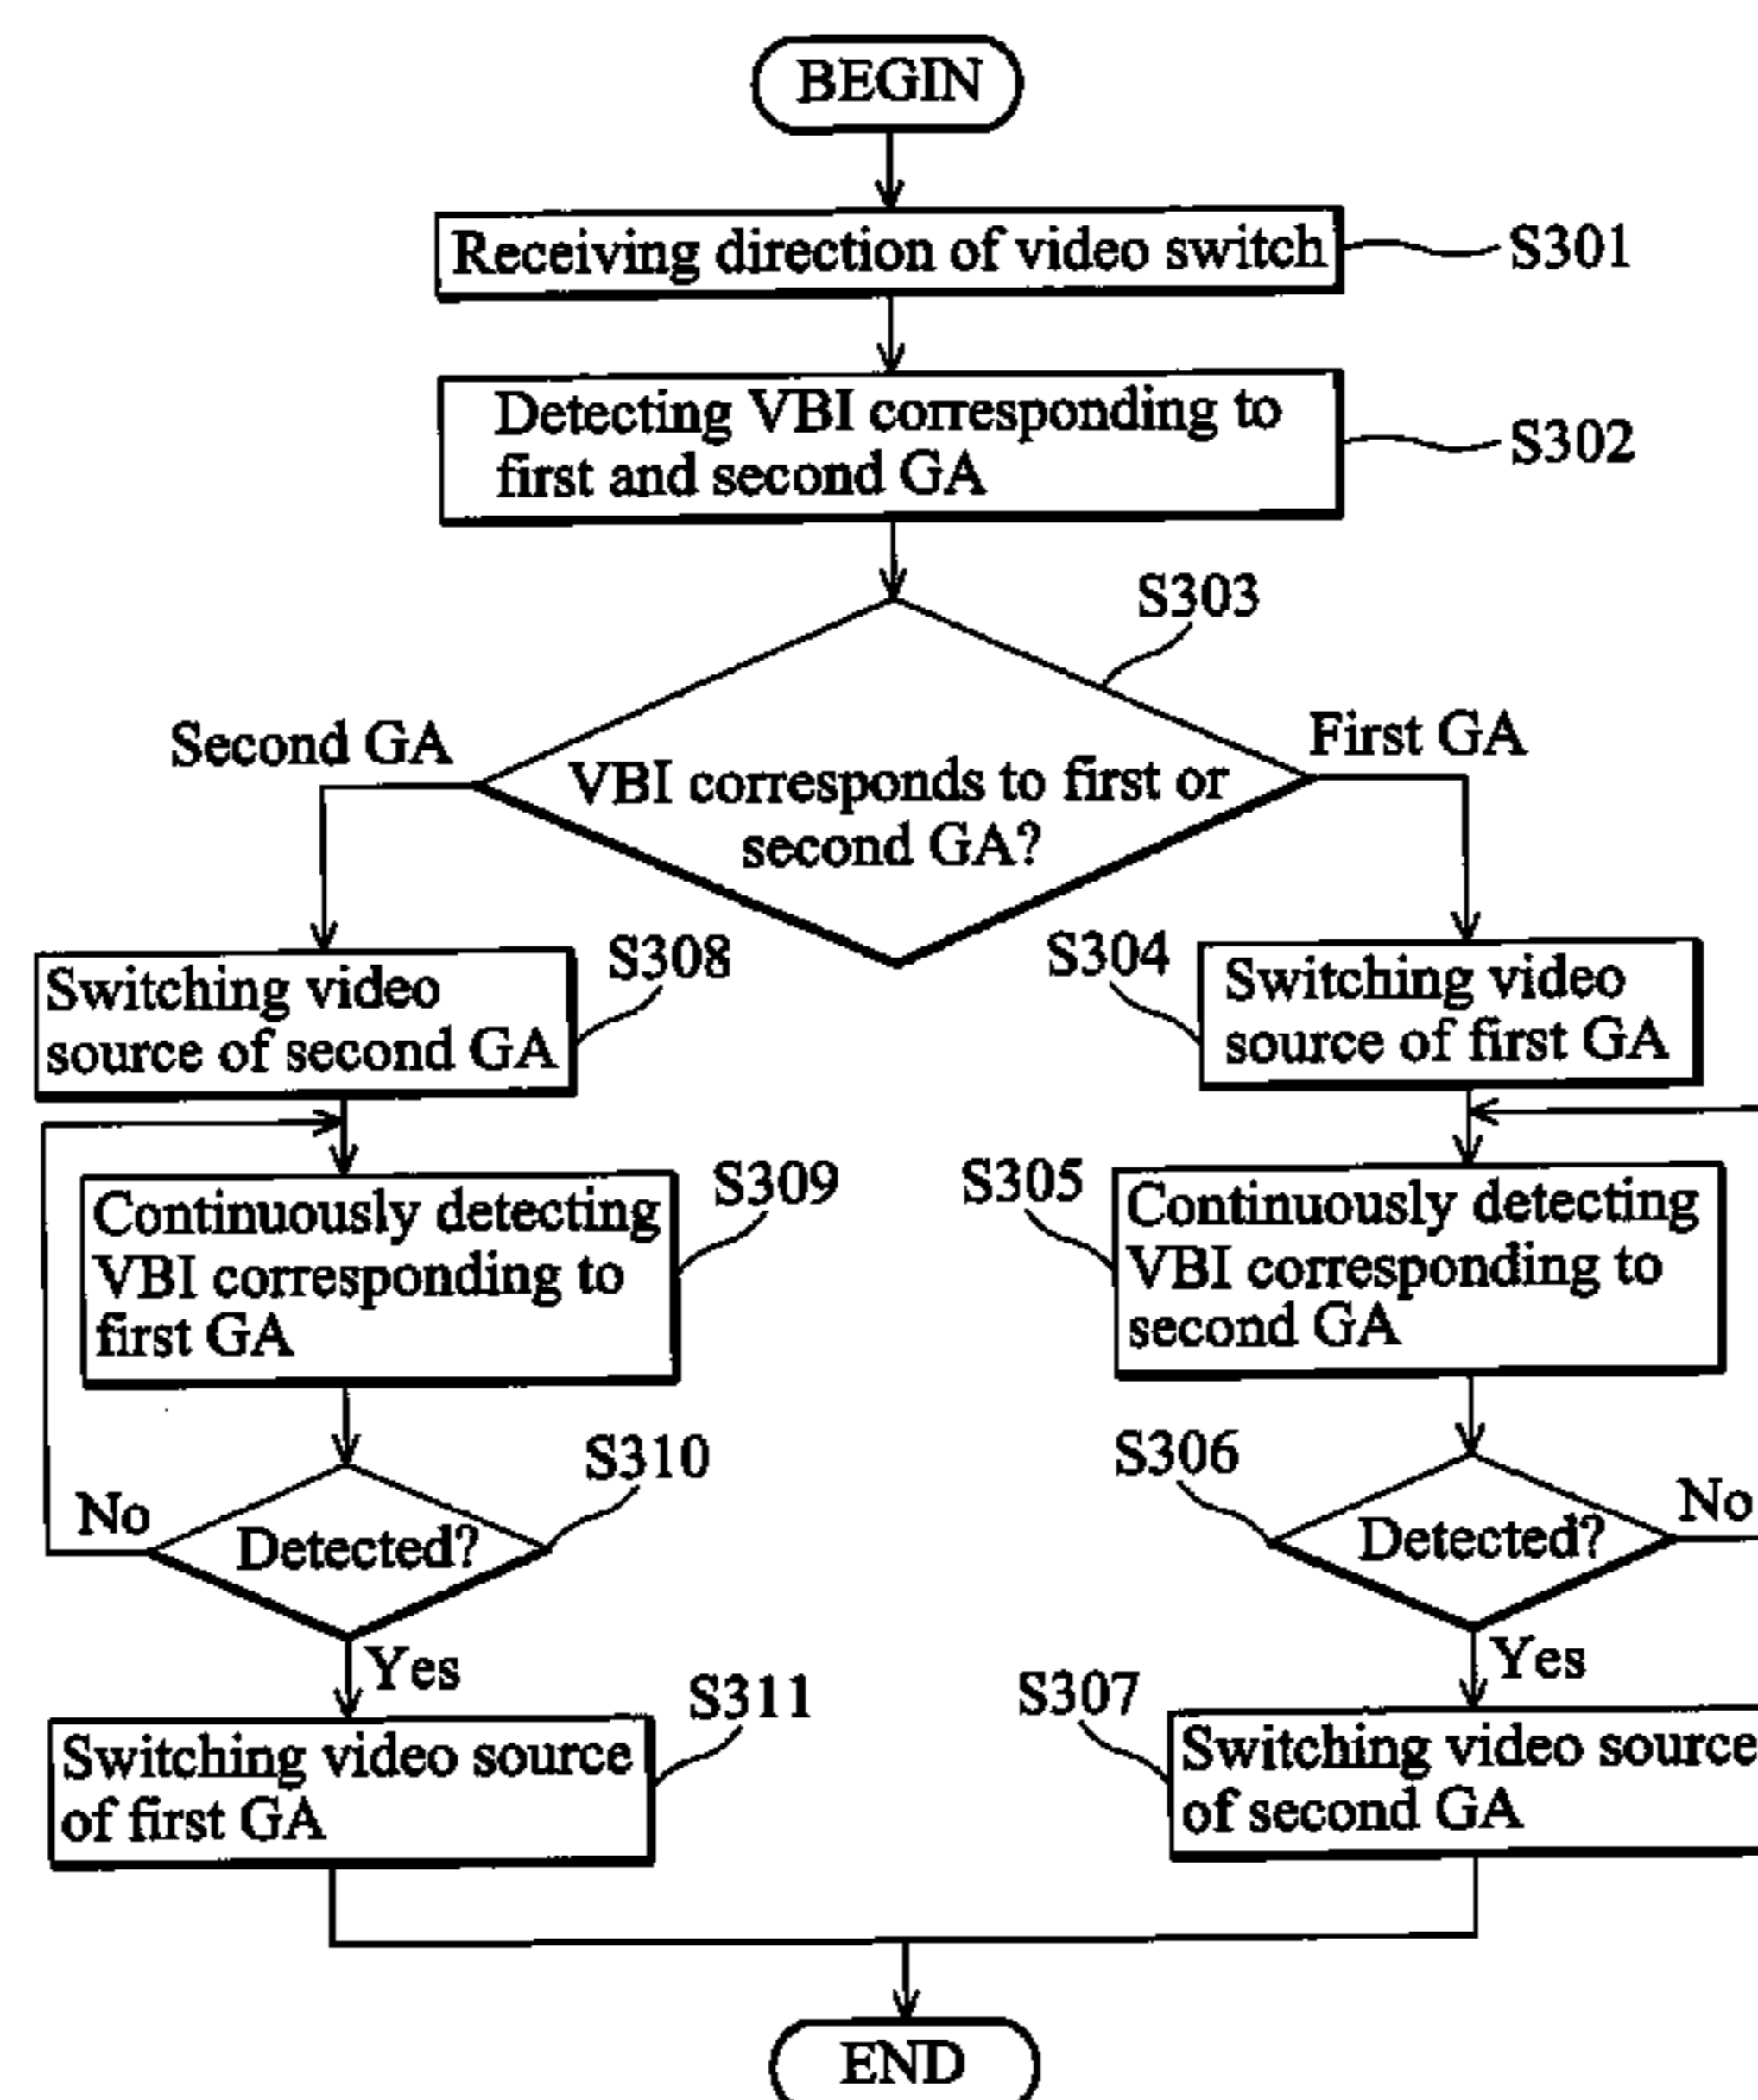 BEGIN
Receiving direction of video switch
S301
Detecting VBI corresponding to
first and second GA
S302
S303
Second GA
First GA
VBI corresponds to first or
second GA?
S308
S304
Switching video
source of second GA
Switching video
source of first GA
S309
S305
Continuously detecting
VBI corresponding to
first GA
Continuously detecting
VBI corresponding to
second GA
S310
S306
No
Detected?
Detected?
No
Yes
Yes
S311
S307
Switching video source
of first GA
Switching video source
of second GA
END